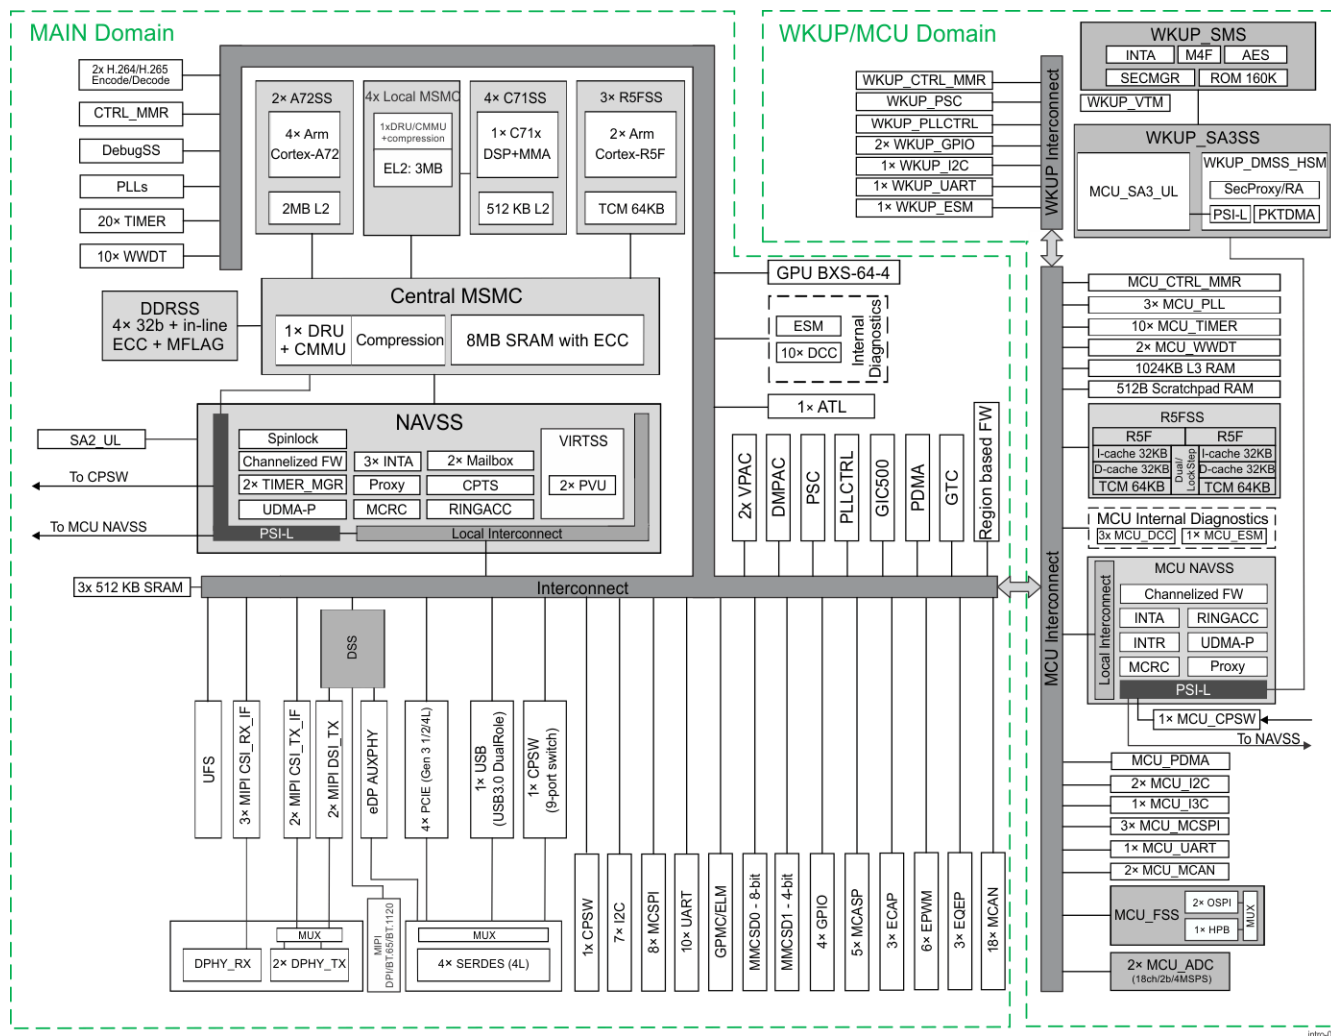 MAIN Domain
WKUP/MCU Domain
2x H.264/H.265
Encode/Decode
CTRL_MMR
DebugSS
PLLs
20× TIMER
10× WWDT
2× A72SS
4× Arm
Cortex-A72
2MB L2
4x Local MSMC
1xDRU/CMMU
+compression
EL2: 3MB
4× C71SS
1× C71x
DSP+MMA
512 KB L2
3× R5FSS
2× Arm
Cortex-R5F
TCM 64KB
DDRSS
4× 32b + in-line
ECC + MFLAG
Central MSMC
1× DRU
+ CMMU
Compression
8MB SRAM with ECC
GPU BXS-64-4
ESM
10× DCC
Internal
Diagnostics
1× ATL
NAVSS
Spinlock
Channelized FW
2× TIMER_MGR
UDMA-P
3× INTA
Proxy
MCRC
2× Mailbox
CPTS
RINGACC
VIRTSS
2× PVU
PSI-L
Local Interconnect
SA2_UL
To CPSW
To MCU NAVSS
2x VPAC
DMPAC
PSC
PLLCTRL
GIC500
PDMA
GTC
Region based FW
3x 512 KB SRAM
Interconnect
DSS
UFS
3× MIPI CSI_RX_IF
2× MIPI CSI_TX_IF
2× MIPI DSI_TX
eDP AUXPHY
4× PCIE (Gen 3 1/2/4L)
1× USB
(USB3.0 DualRole)
1× CPSW
(9-port switch)
DPHY_RX
MUX
2× DPHY_TX
MIPI
DPI/BT.65/BT.1120
MUX
4× SERDES (4L)
1x CPSW
7× I2C
8× MCSPI
10× UART
GPMC/ELM
MMCSD0 - 8-bit
MMCSD1 - 4-bit
4× GPIO
5× MCASP
3× ECAP
6× EPWM
3× EQEP
18× MCAN
WKUP_CTRL_MMR
WKUP_PSC
WKUP_PLLCTRL
2× WKUP_GPIO
1× WKUP_I2C
1× WKUP_UART
1× WKUP_ESM
WKUP Interconnect
WKUP_SMS
INTA
M4F
AES
SECMGR
ROM 160K
WKUP_VTM
WKUP_SA3SS
MCU_SA3_UL
WKUP_DMSS_HSM
SecProxy/RA
PSI-L
PKTDMA
MCU Interconnect
MCU_CTRL_MMR
3× MCU_PLL
10× MCU_TIMER
2× MCU_WWDT
1024KB L3 RAM
512B Scratchpad RAM
R5FSS
R5F
R5F
I-cache 32KB
D-cache 32KB
TCM 64KB
Dual/
LockStep
I-cache 32KB
D-cache 32KB
TCM 64KB
MCU Internal Diagnostics
3x MCU_DCC
1× MCU_ESM
MCU NAVSS
Local Interconnect
Channelized FW
INTA
RINGACC
INTR
UDMA-P
MCRC
Proxy
PSI-L
1× MCU_CPSW
To NAVSS
MCU_PDMA
2× MCU_I2C
1× MCU_I3C
3× MCU_MCSPI
1× MCU_UART
2× MCU_MCAN
MCU_FSS
2× OSPI
1× HPB
MUX
2× MCU_ADC
(18ch/2b/4MSPS)